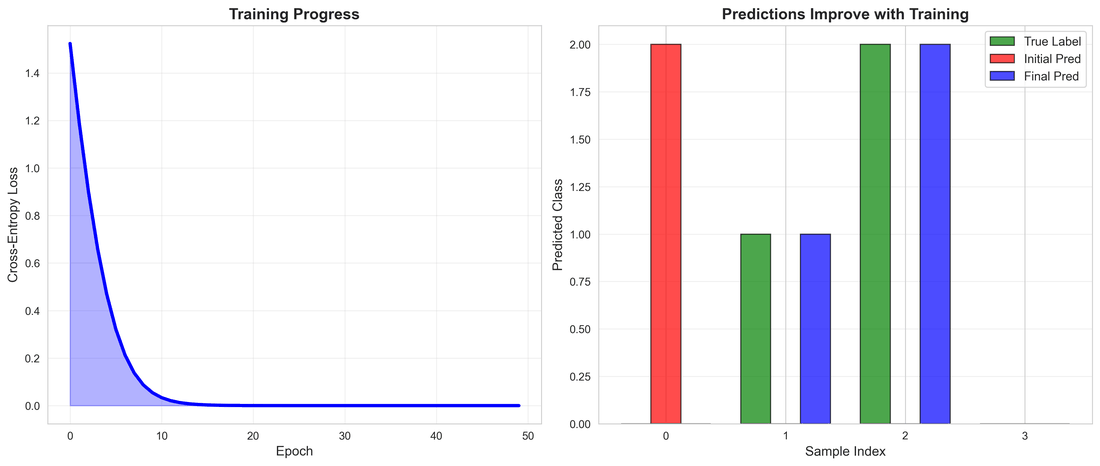 Training Progress
Cross-Entropy Loss
1.4
1.2
1.0
0.8
0.6
0.4
0.2
0.0
0 10 20 30 40 50
Epoch
Predictions Improve with Training
True Label
Initial Pred
Final Pred
Predicted Class
2.00
1.75
1.50
1.25
1.00
0.75
0.50
0.25
0.00
0 1 2 3
Sample Index